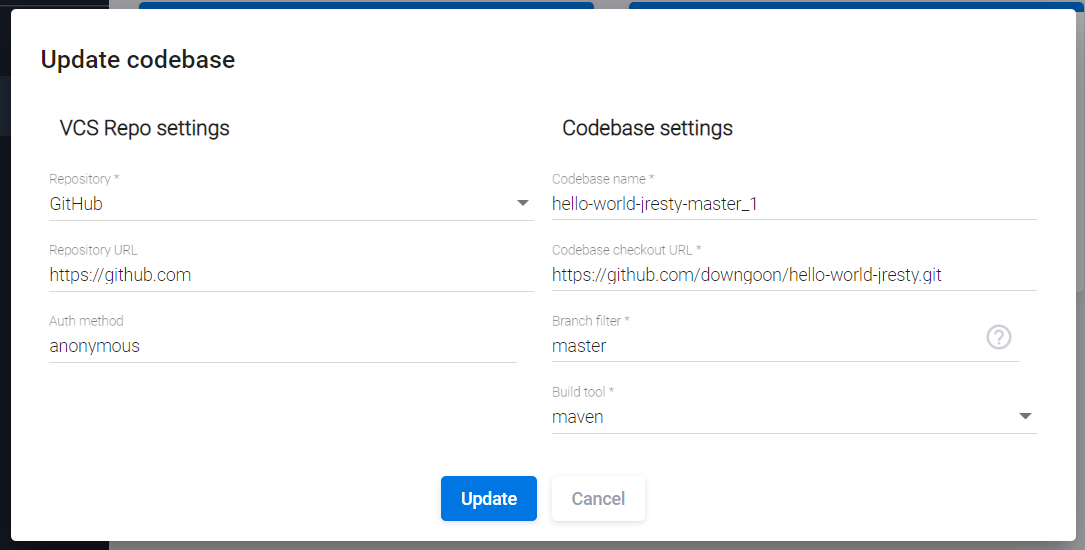 Update codebase
VCS Repo settings
Repository *
GitHub
Repository URL
https://github.com
Auth method
anonymous
Codebase settings
Codebase name *
hello-world-jresty-master_1
Codebase checkout URL *
https://github.com/downgoon/hello-world-jresty.git
Branch filter *
master
?
Build tool *
maven
Update
Cancel